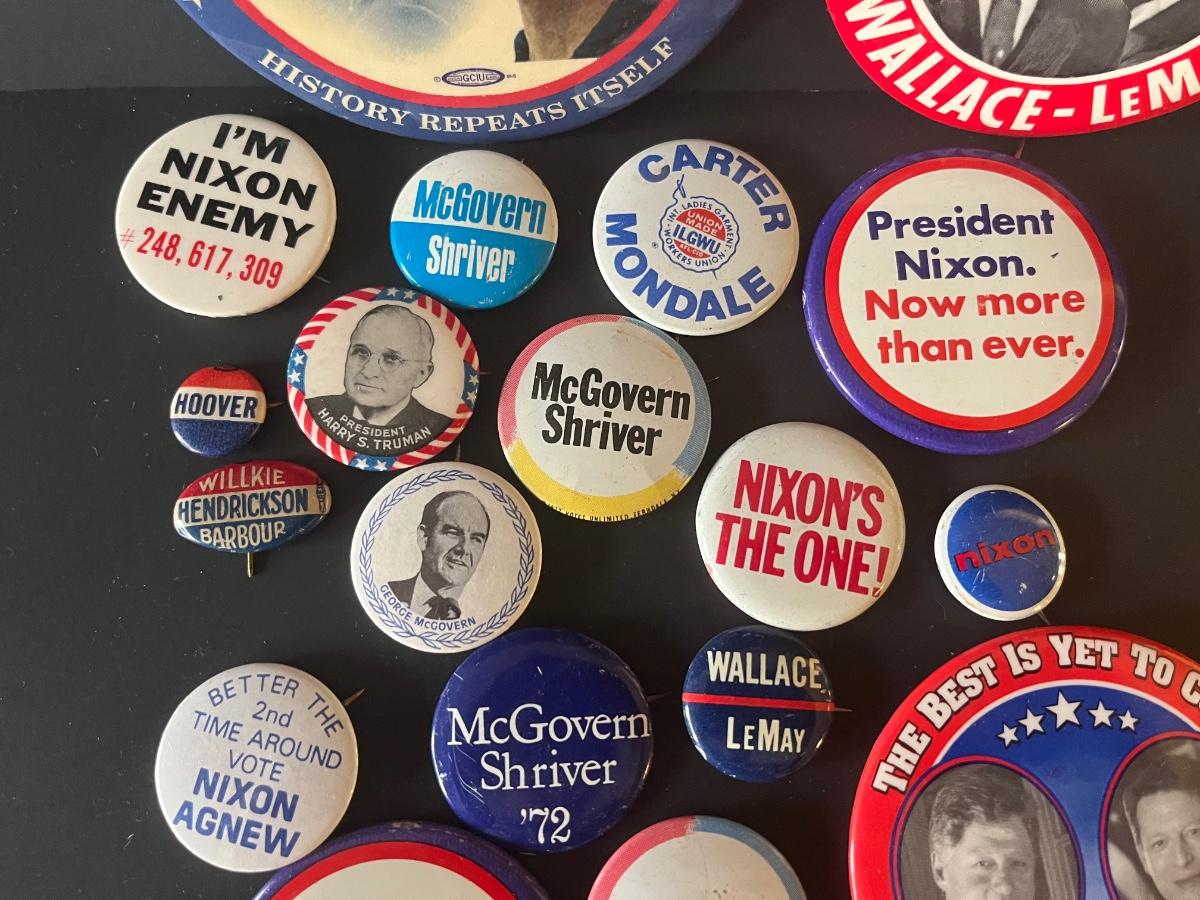 HISTORY REPEATS ITSELF
GCIU
WALLACE - LEM
I'M
NIXON
ENEMY
# 248, 617, 309
McGovern
Shriver
CARTER
MONDALE
INT. LADIES GARMENT
WORKERS UNION
UNION
MADE
ILGWU
AFL-CIO
President
Nixon.
Now more
than ever.
HOOVER
PRESIDENT
HARRY S. TRUMAN
McGovern
Shriver
WILLKIE
HENDRICKSON
BARBOUR
GEORGE McGOVERN
NIXON'S
THE ONE!
nixon
BETTER THE
2nd
TIME AROUND
VOTE
NIXON
AGNEW
McGovern
Shriver
'72
WALLACE
LEMAY
THE BEST IS YET TO C